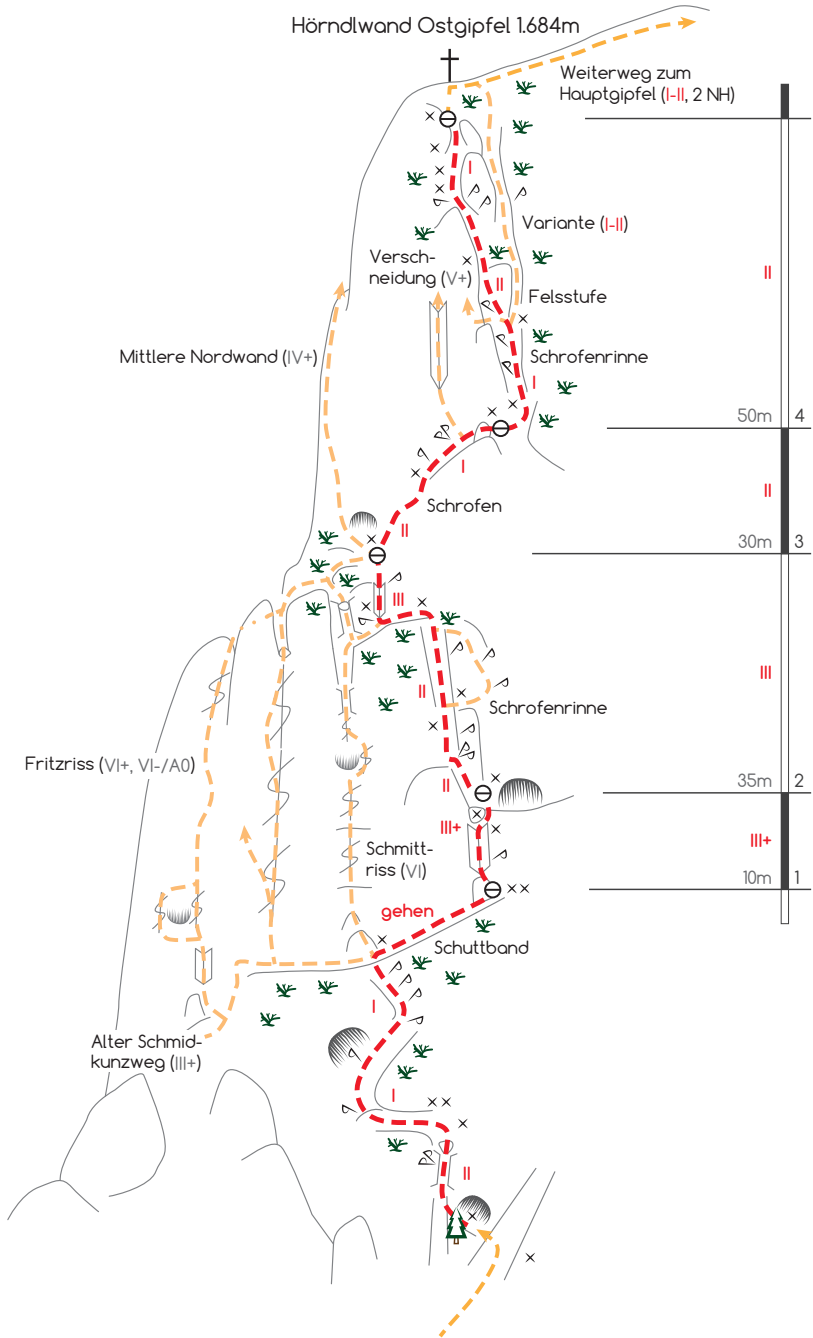 Hörndlwand Ostgipfel 1.684m
Weiterweg zum
Hauptgipfel (I-II, 2 NH)
I
Variante (I-II)
Versch-
neidung (V+)
II
II
Felsstufe
Mittlere Nordwand (IV+)
Schrofenrinne
I
50m 4
I
II
Schrofen
II
30m 3
III
III
II
Schrofenrinne
Fritzriss (VI+, VI-/A0)
II
35m 2
III+
III+
Schmitt-
riss (VI)
10m 1
gehen
Schuttband
I
Alter Schmid-
kunzweg (III+)
I
II